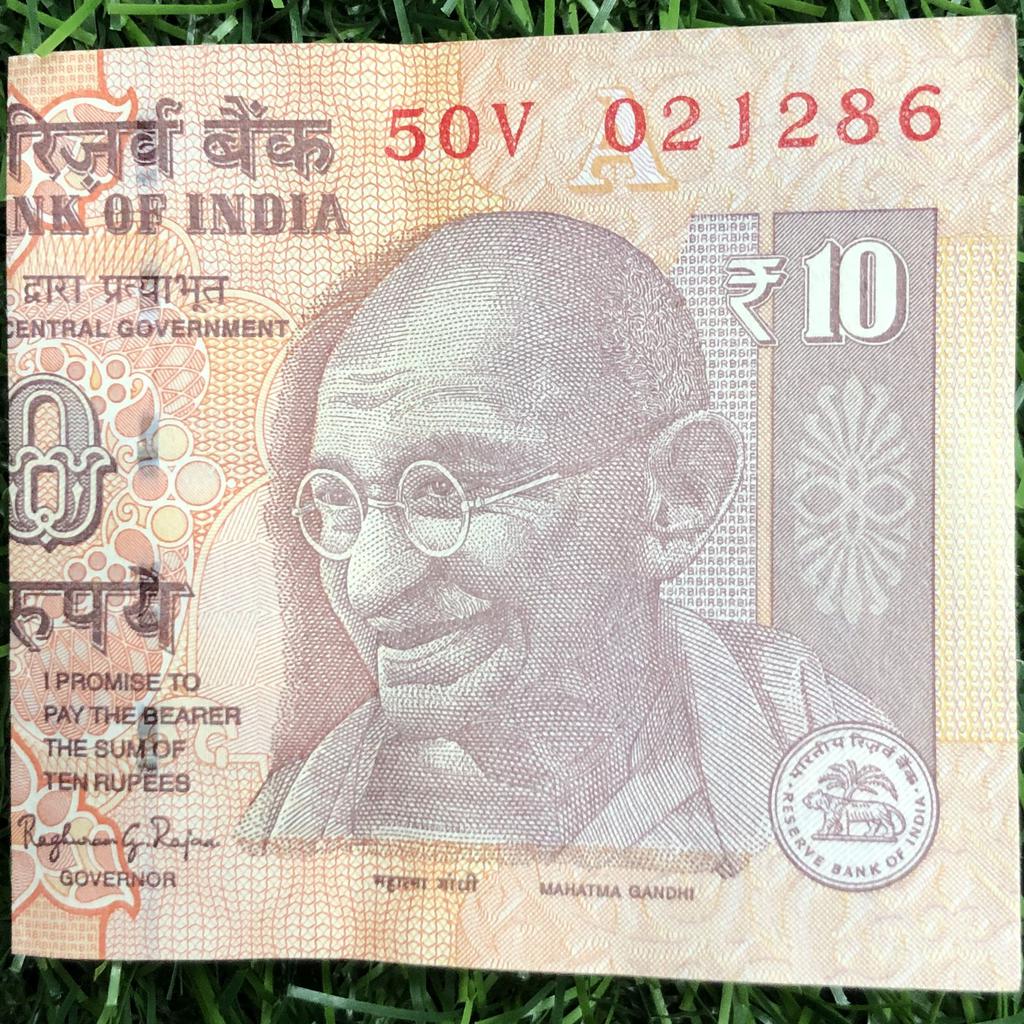 रिज़र्व बैंक
NK OF INDIA
50V 021286
A
द्वारा प्रत्याभूत
CENTRAL GOVERNMENT
₹10
0
रुपये
I PROMISE TO
PAY THE BEARER
THE SUM OF
TEN RUPEES
Raghuram G. Rajan
GOVERNOR
महात्मा गांधी
MAHATMA GANDHI
भारतीय रिज़र्व बैंक
RESERVE BANK OF INDIA